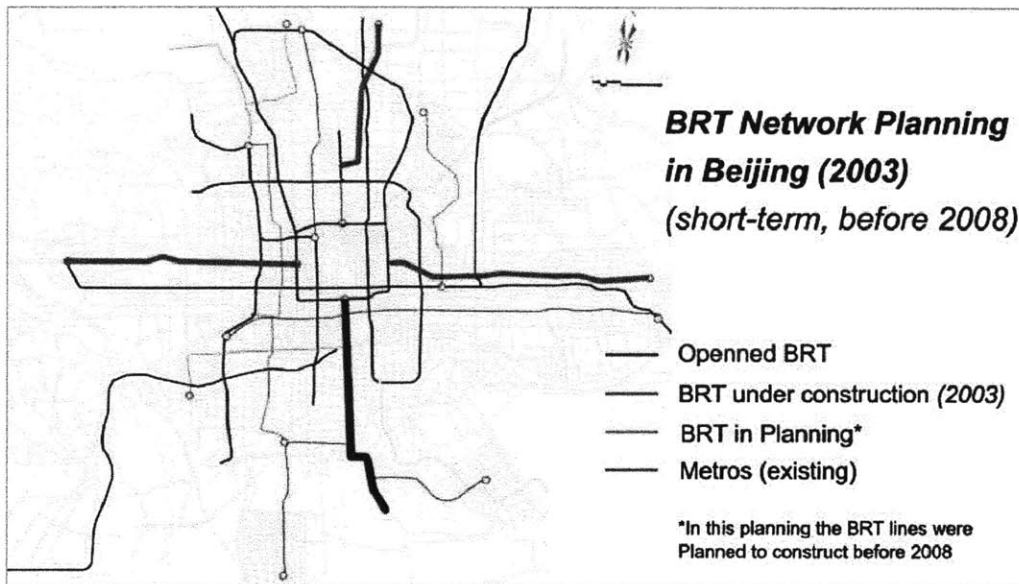 BRT Network Planning
in Beijing (2003)
(short-term, before 2008)
Openned BRT
BRT under construction (2003)
BRT in Planning*
Metros (existing)
*In this planning the BRT lines were
Planned to construct before 2008